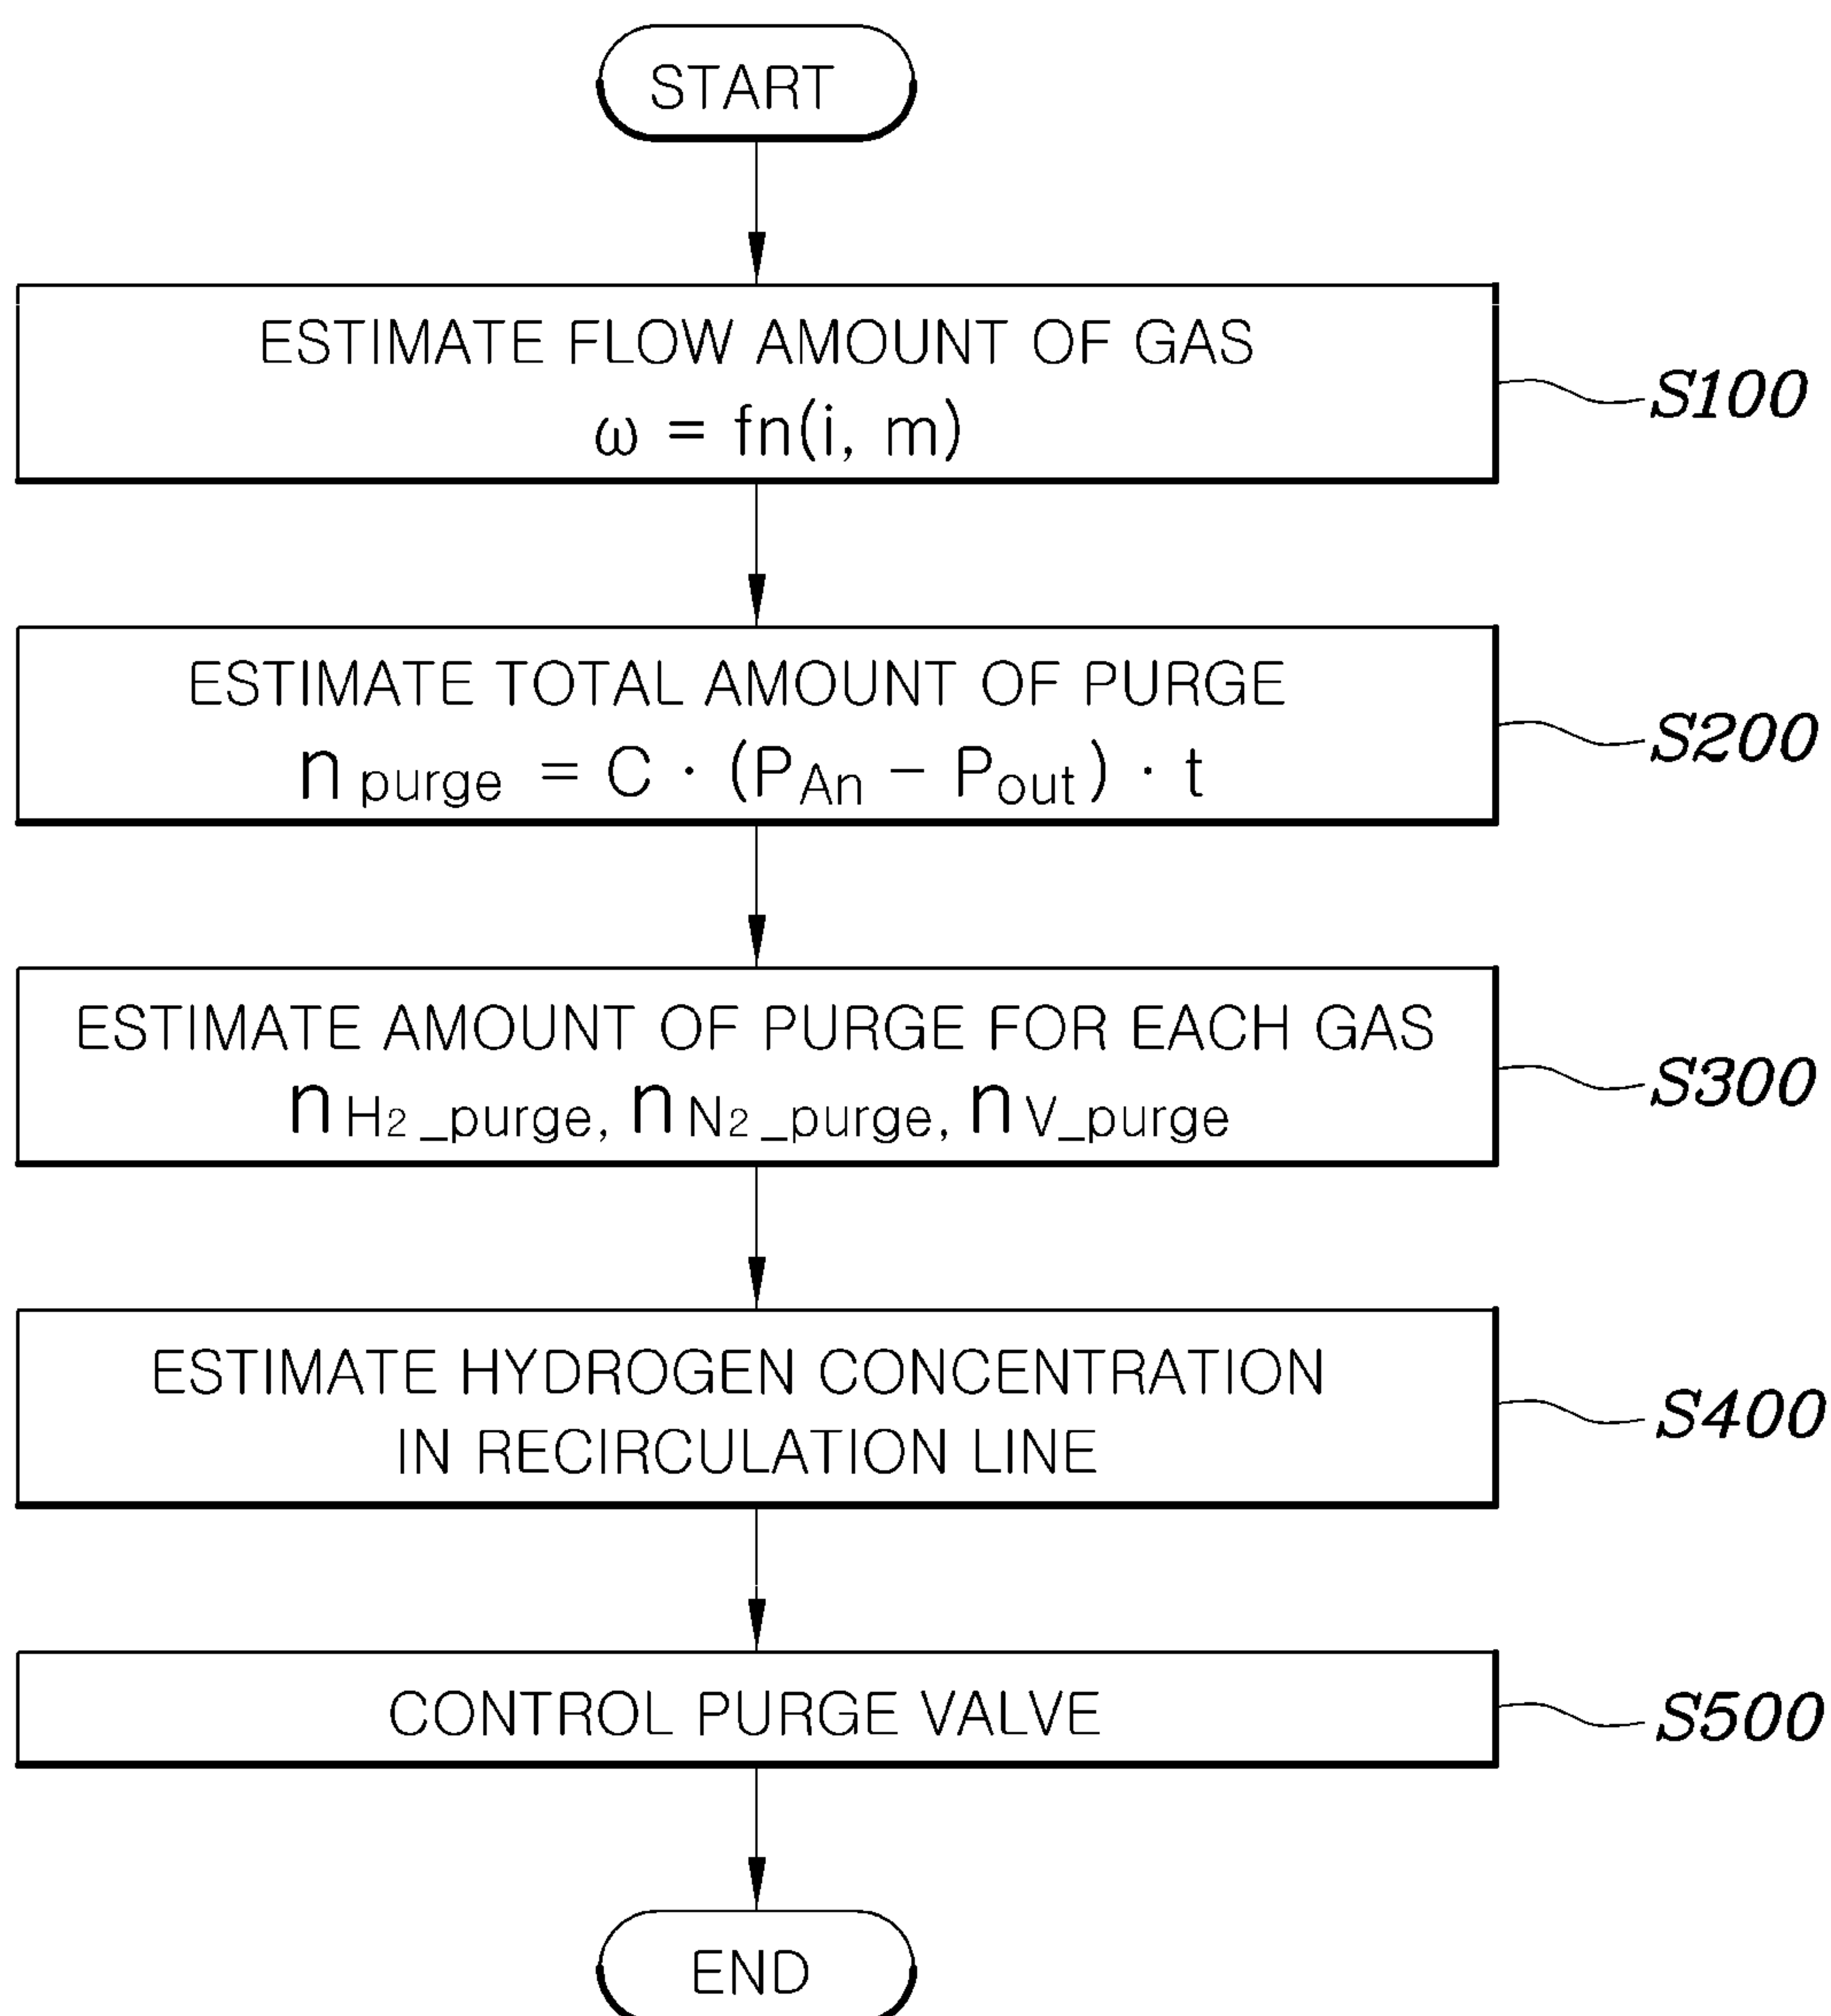 START
ESTIMATE FLOW AMOUNT OF GAS
ω = fn(i, m)
S100
ESTIMATE TOTAL AMOUNT OF PURGE
n purge = C · (PAn − Pout) · t
S200
ESTIMATE AMOUNT OF PURGE FOR EACH GAS
n H2_purge, n N2_purge, n V_purge
S300
ESTIMATE HYDROGEN CONCENTRATION
IN RECIRCULATION LINE
S400
CONTROL PURGE VALVE
S500
END